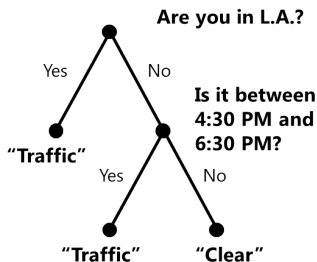 Are you in L.A.?
Yes
No
Is it between
4:30 PM and
6:30 PM?
“Traffic”
Yes
No
“Traffic”
“Clear”